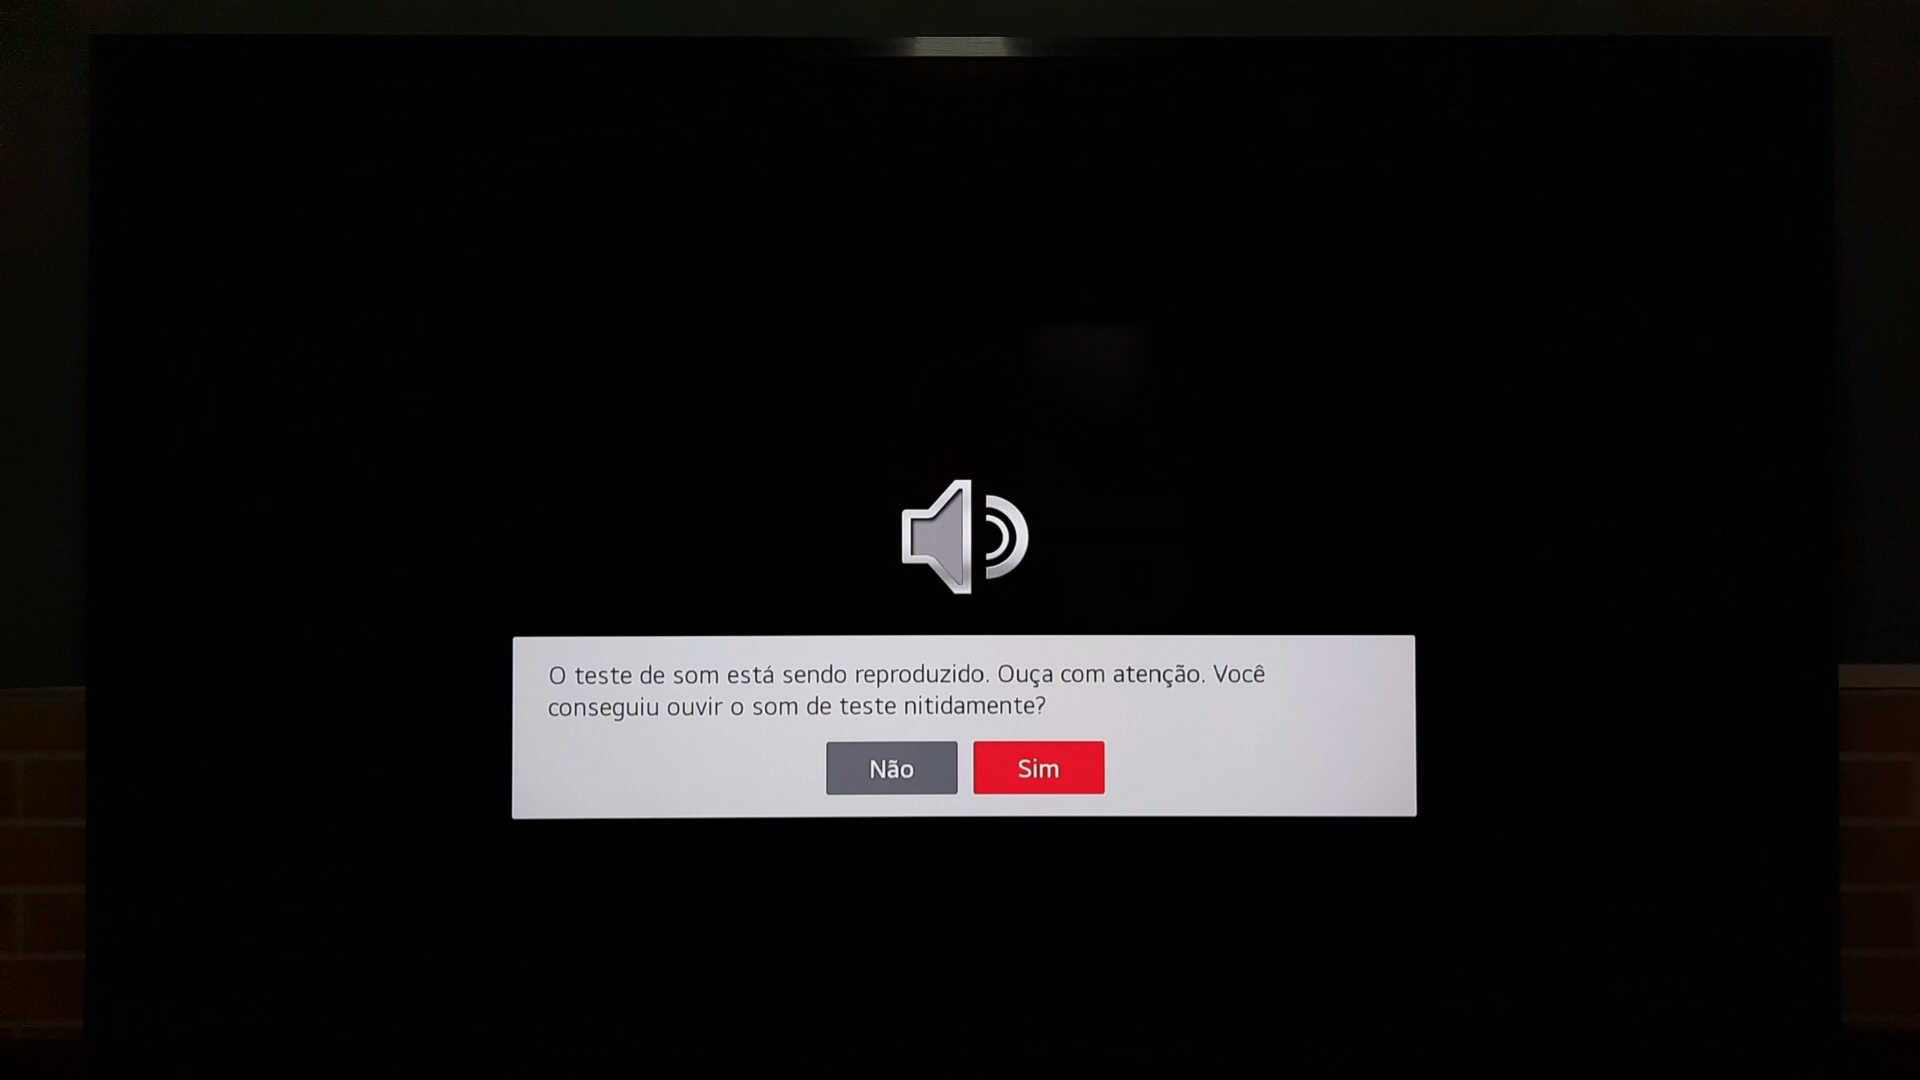 O teste de som está sendo reproduzido. Ouça com atenção. Você
conseguiu ouvir o som de teste nitidamente?
Não
Sim